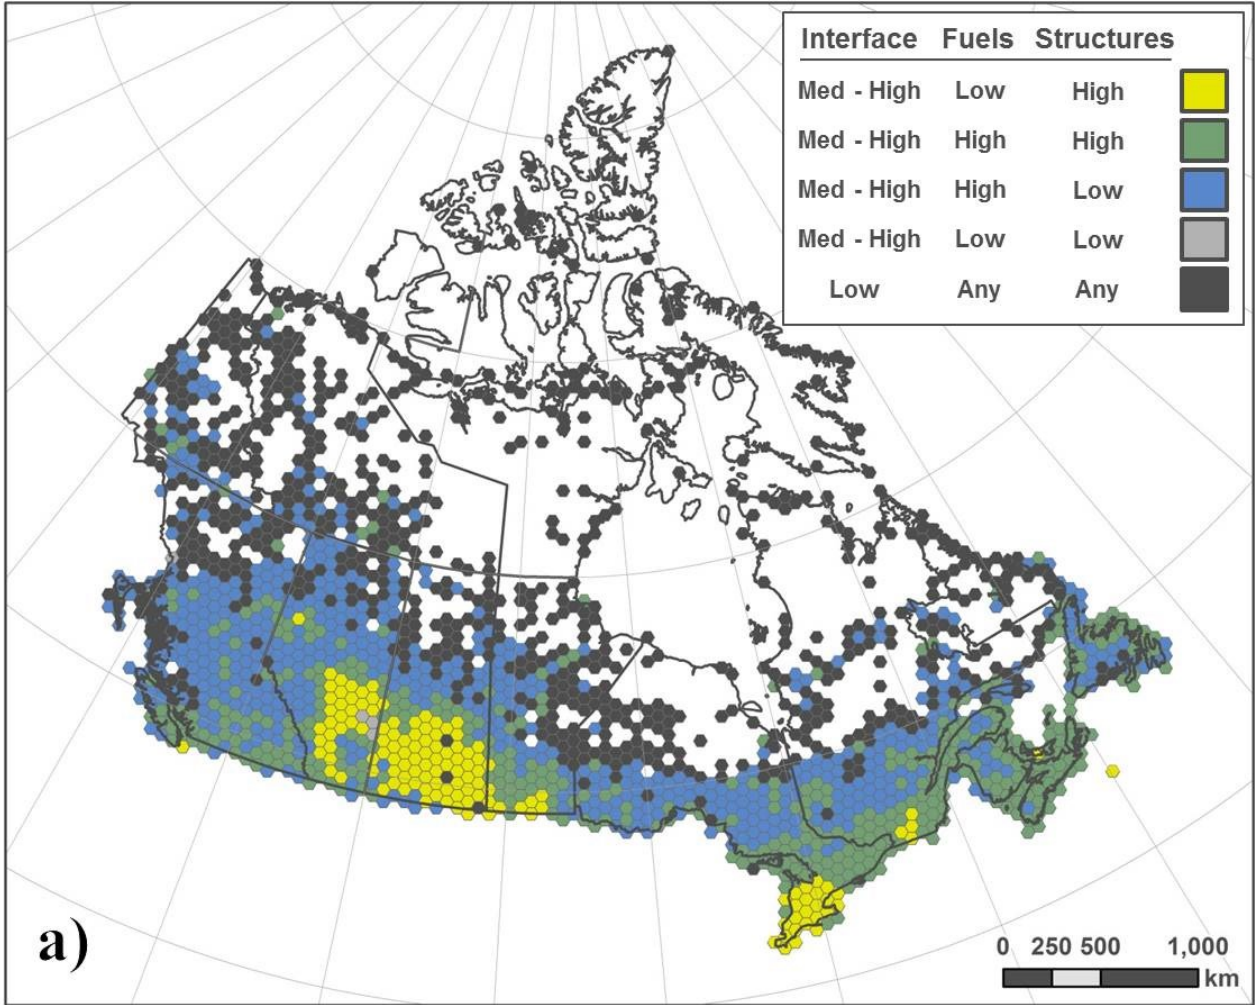 Interface Fuels Structures
Med - High Low High
Med - High High High
Med - High High Low
Med - High Low Low
Low Any Any
a)
0 250 500 1,000
km